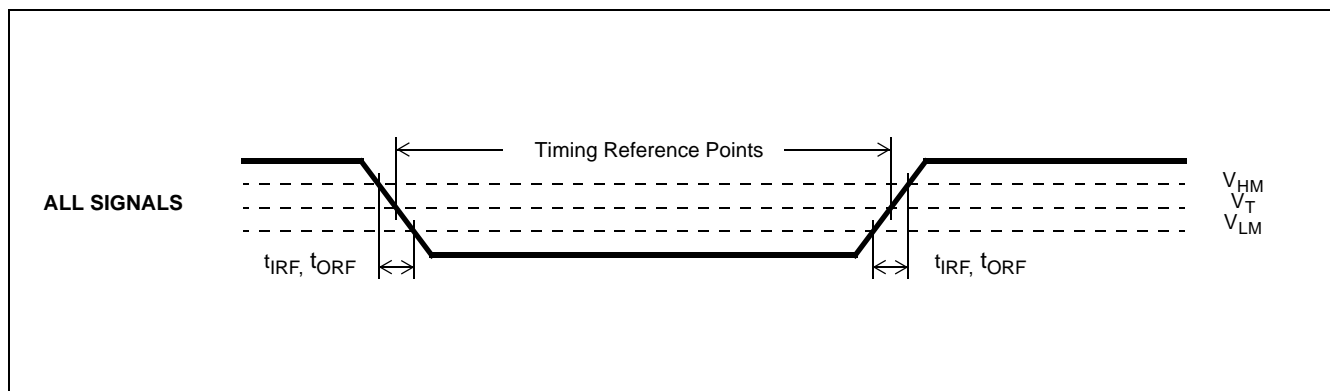 Timing Reference Points
ALL SIGNALS
V_HM
V_T
V_LM
t_IRF, t_ORF
t_IRF, t_ORF